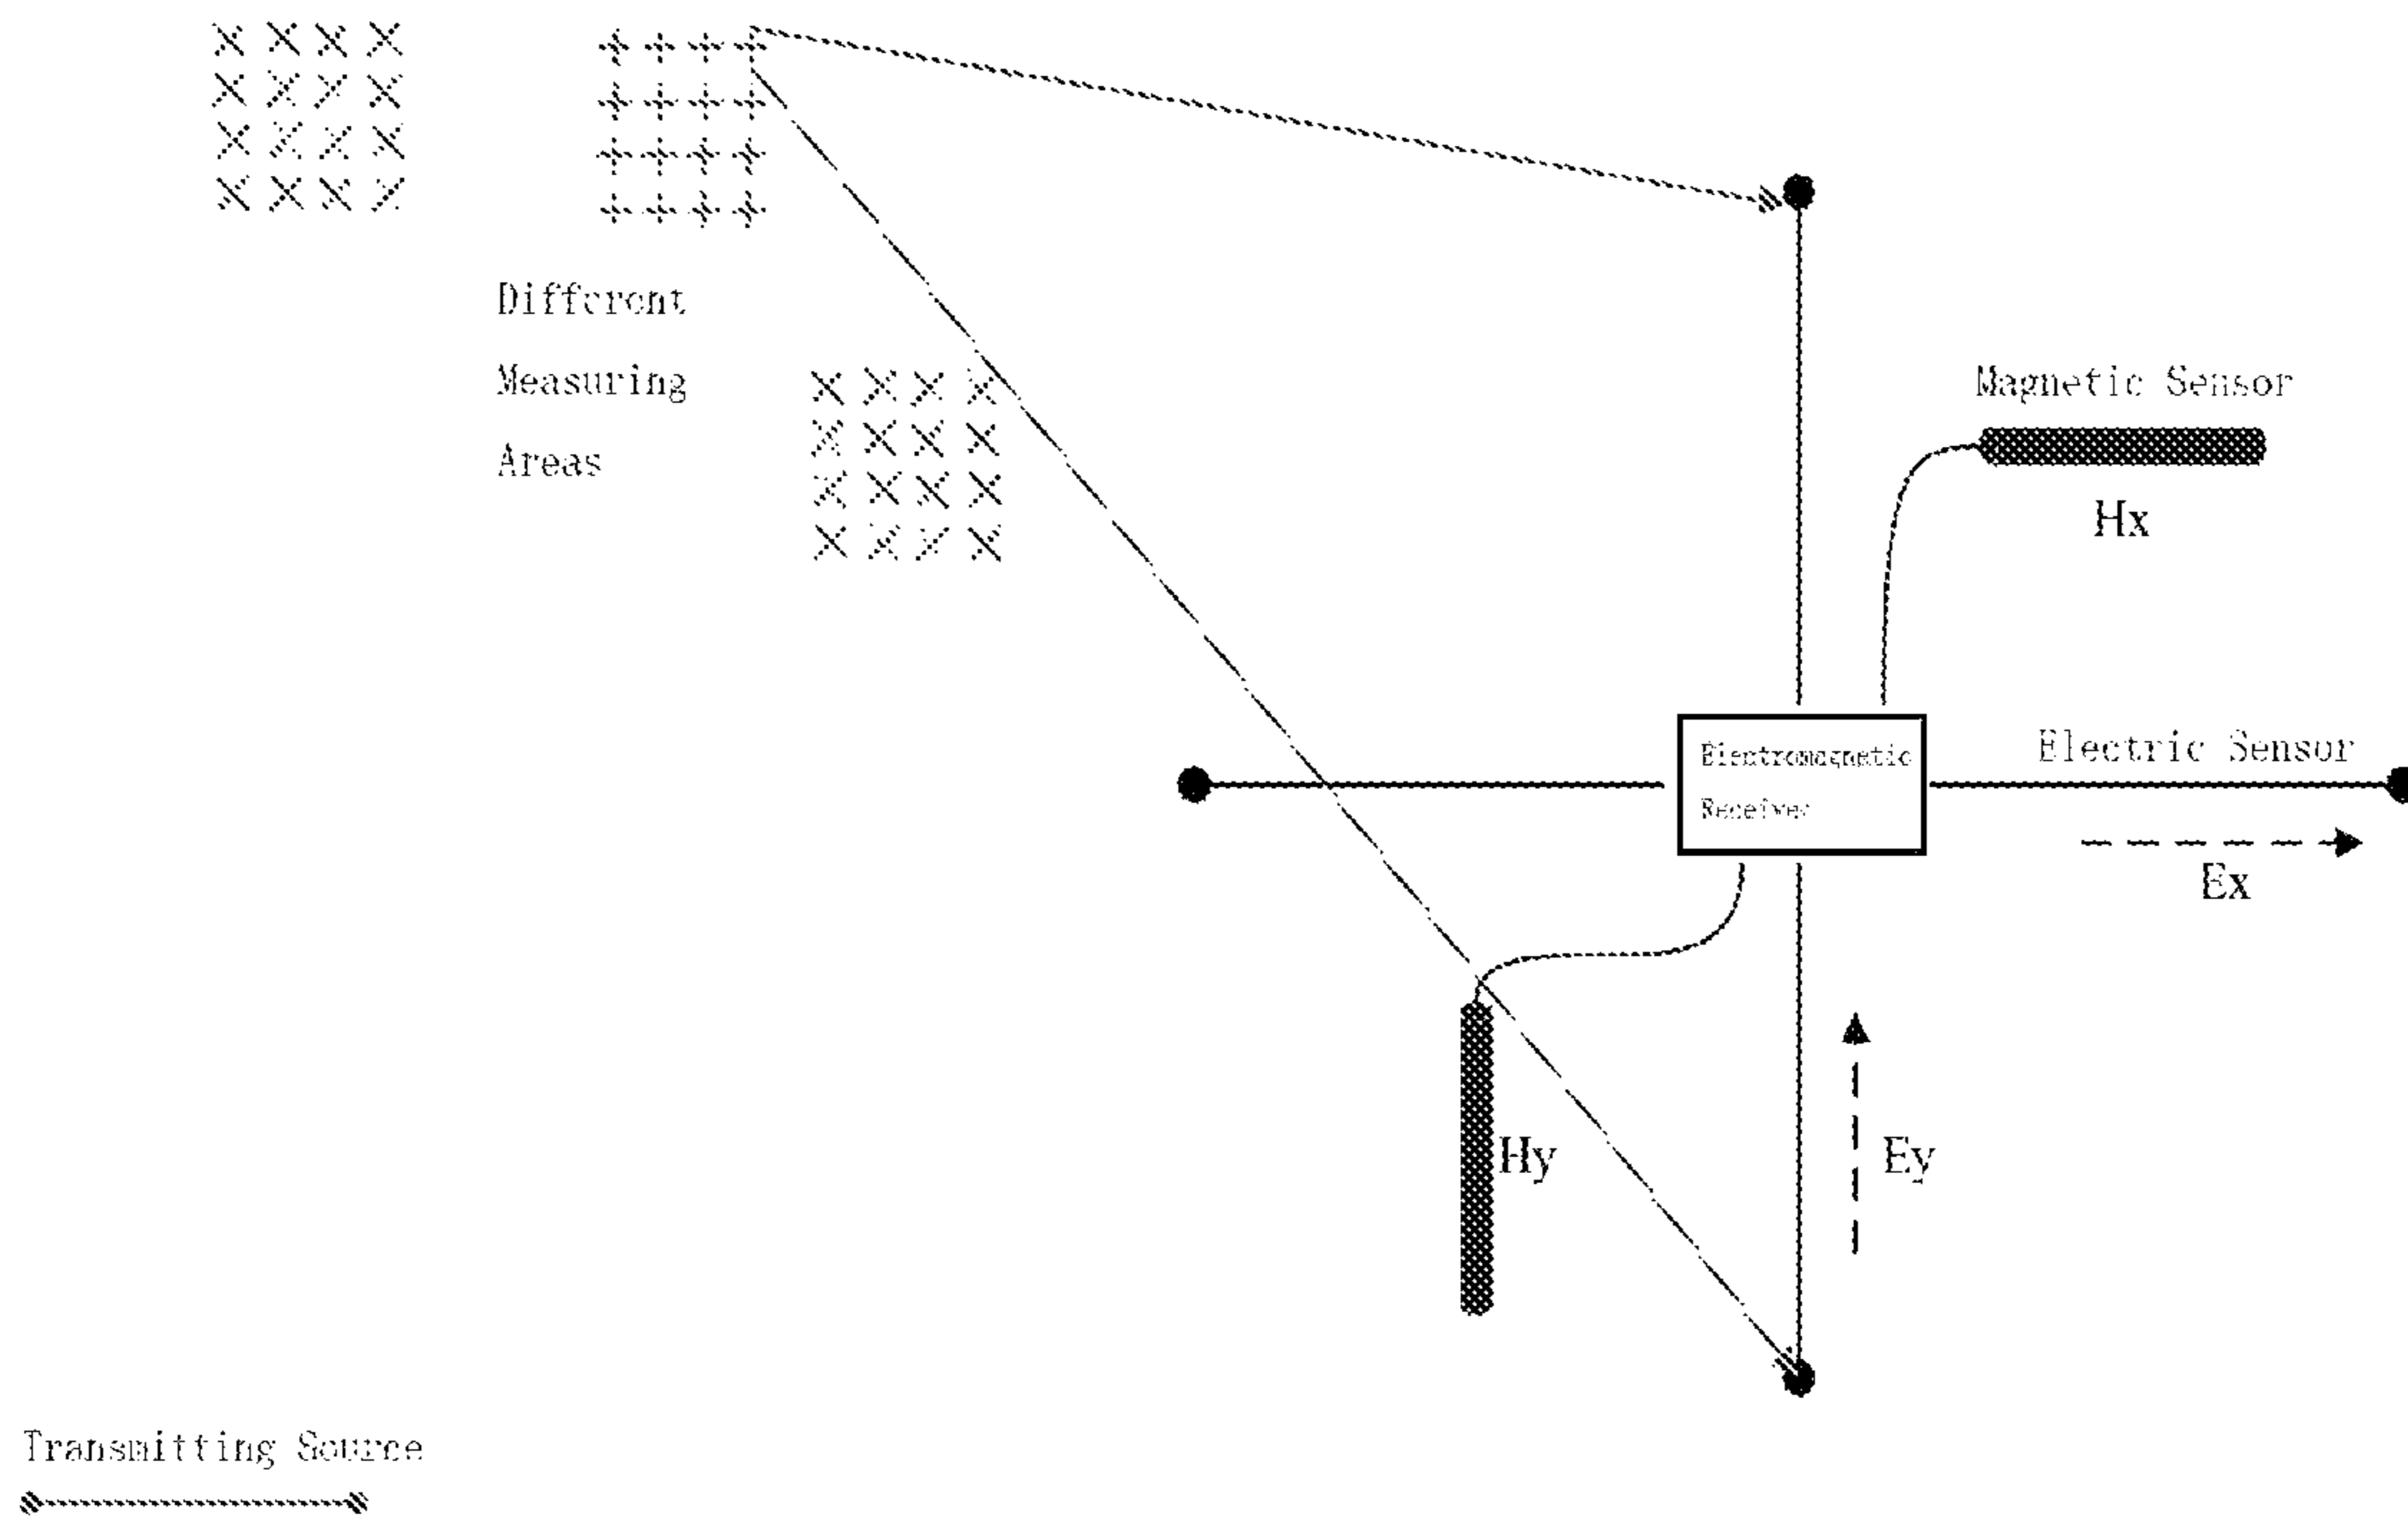 Different
Measuring
Areas
Magnetic Sensor
Hx
Electromagnetic
Receiver
Electric Sensor
Ex
Hy
Ey
Transmitting Source